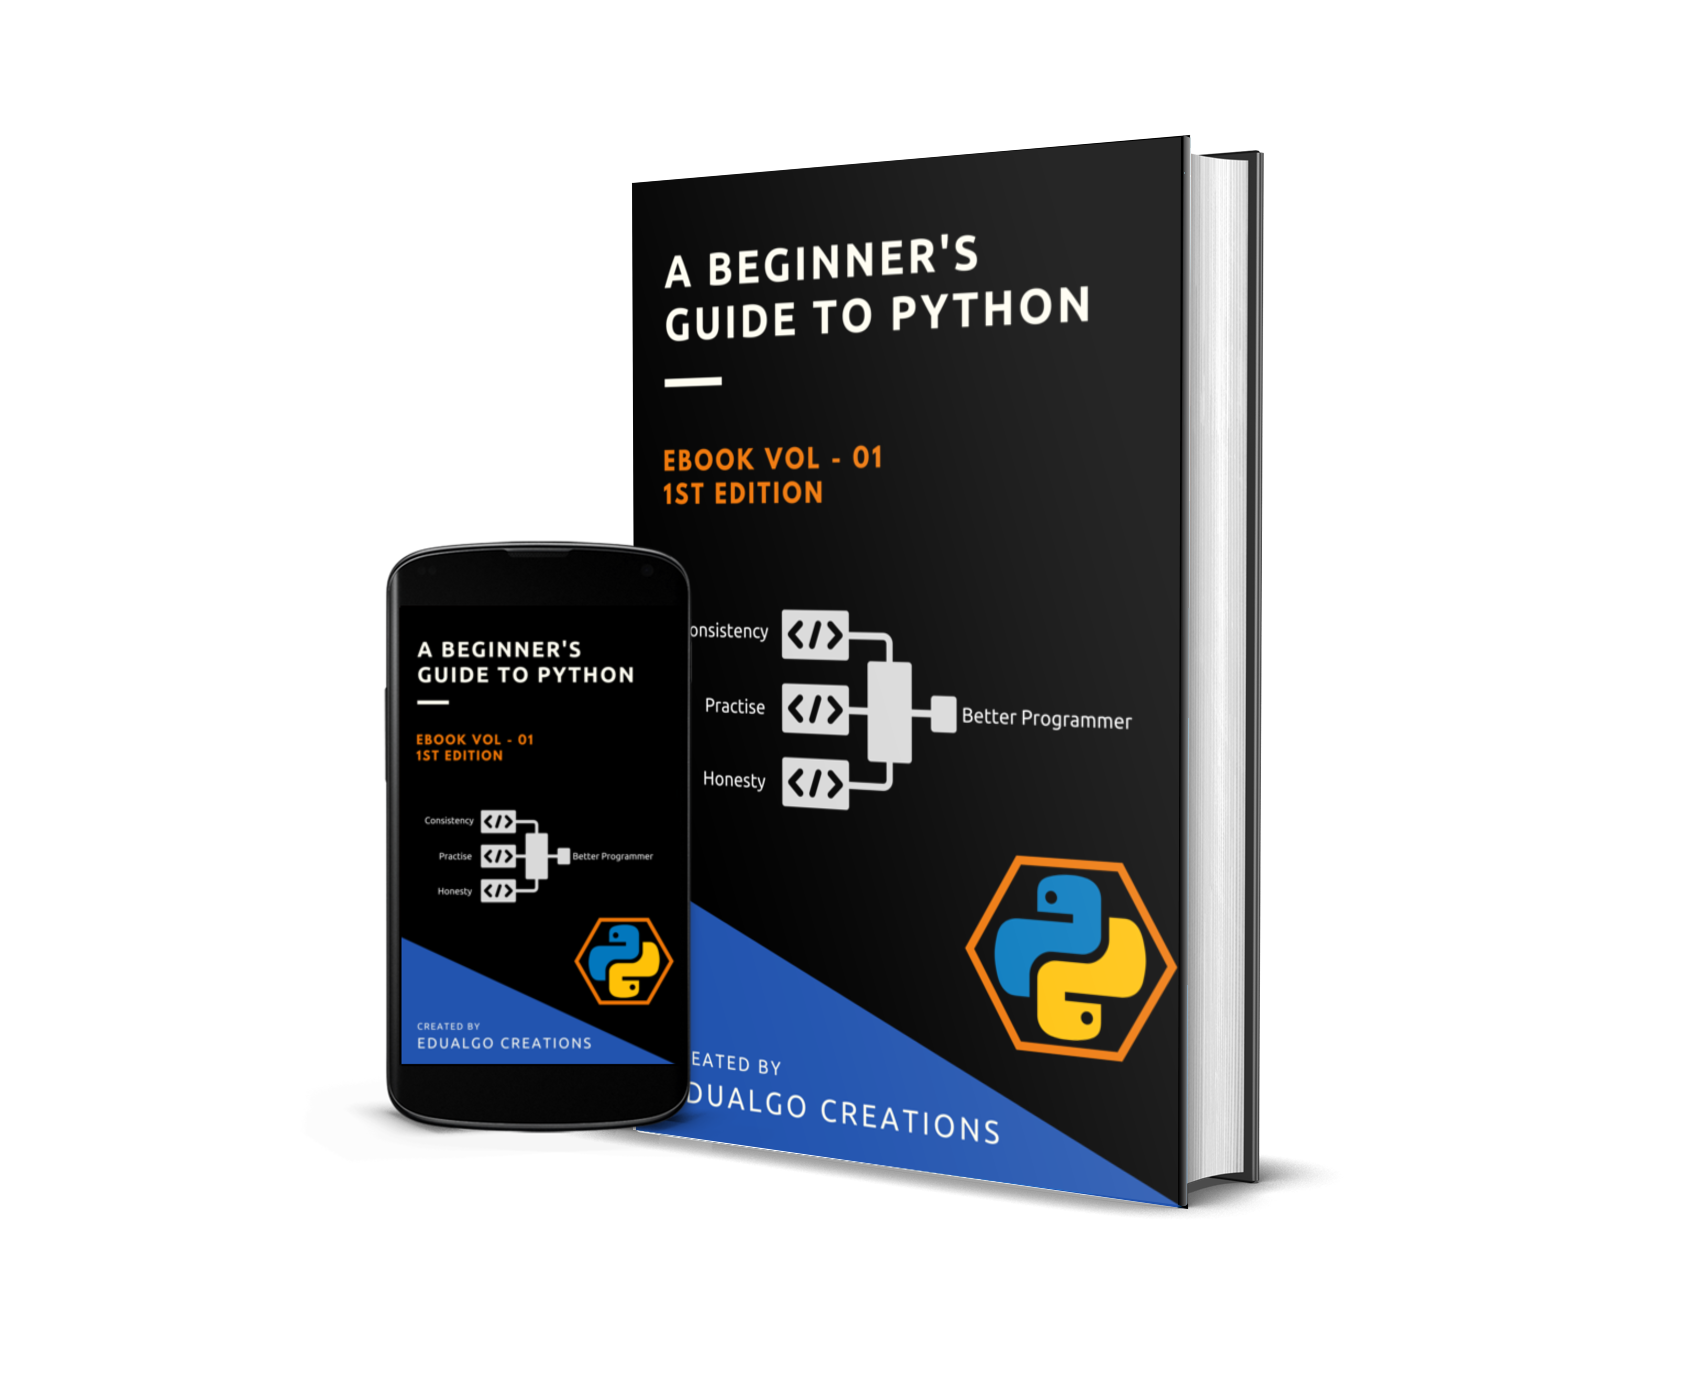 A BEGINNER'S
GUIDE TO PYTHON
EBOOK VOL - 01
1ST EDITION
onsistency
Practise
Honesty
Better Programmer
EATED BY
DUALGO CREATIONS
A BEGINNER'S
GUIDE TO PYTHON
EBOOK VOL - 01
1ST EDITION
Consistency
Practise
Honesty
Better Programmer
CREATED BY
EDUALGO CREATIONS